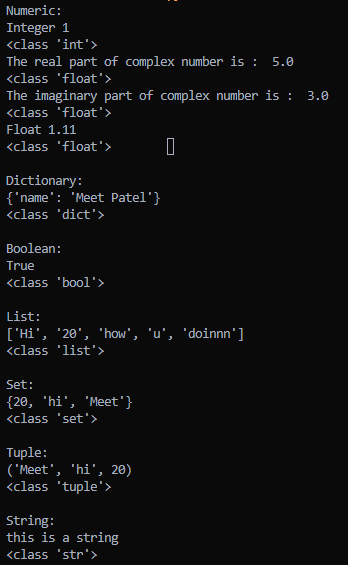 Numeric:
Integer 1
<class 'int'>
The real part of complex number is :  5.0
<class 'float'>
The imaginary part of complex number is :  3.0
<class 'float'>
Float 1.11
<class 'float'>
Dictionary:
{'name': 'Meet Patel'}
<class 'dict'>
Boolean:
True
<class 'bool'>
List:
['Hi', '20', 'how', 'u', 'doinnn']
<class 'list'>
Set:
{20, 'hi', 'Meet'}
<class 'set'>
Tuple:
('Meet', 'hi', 20)
<class 'tuple'>
String:
this is a string
<class 'str'>